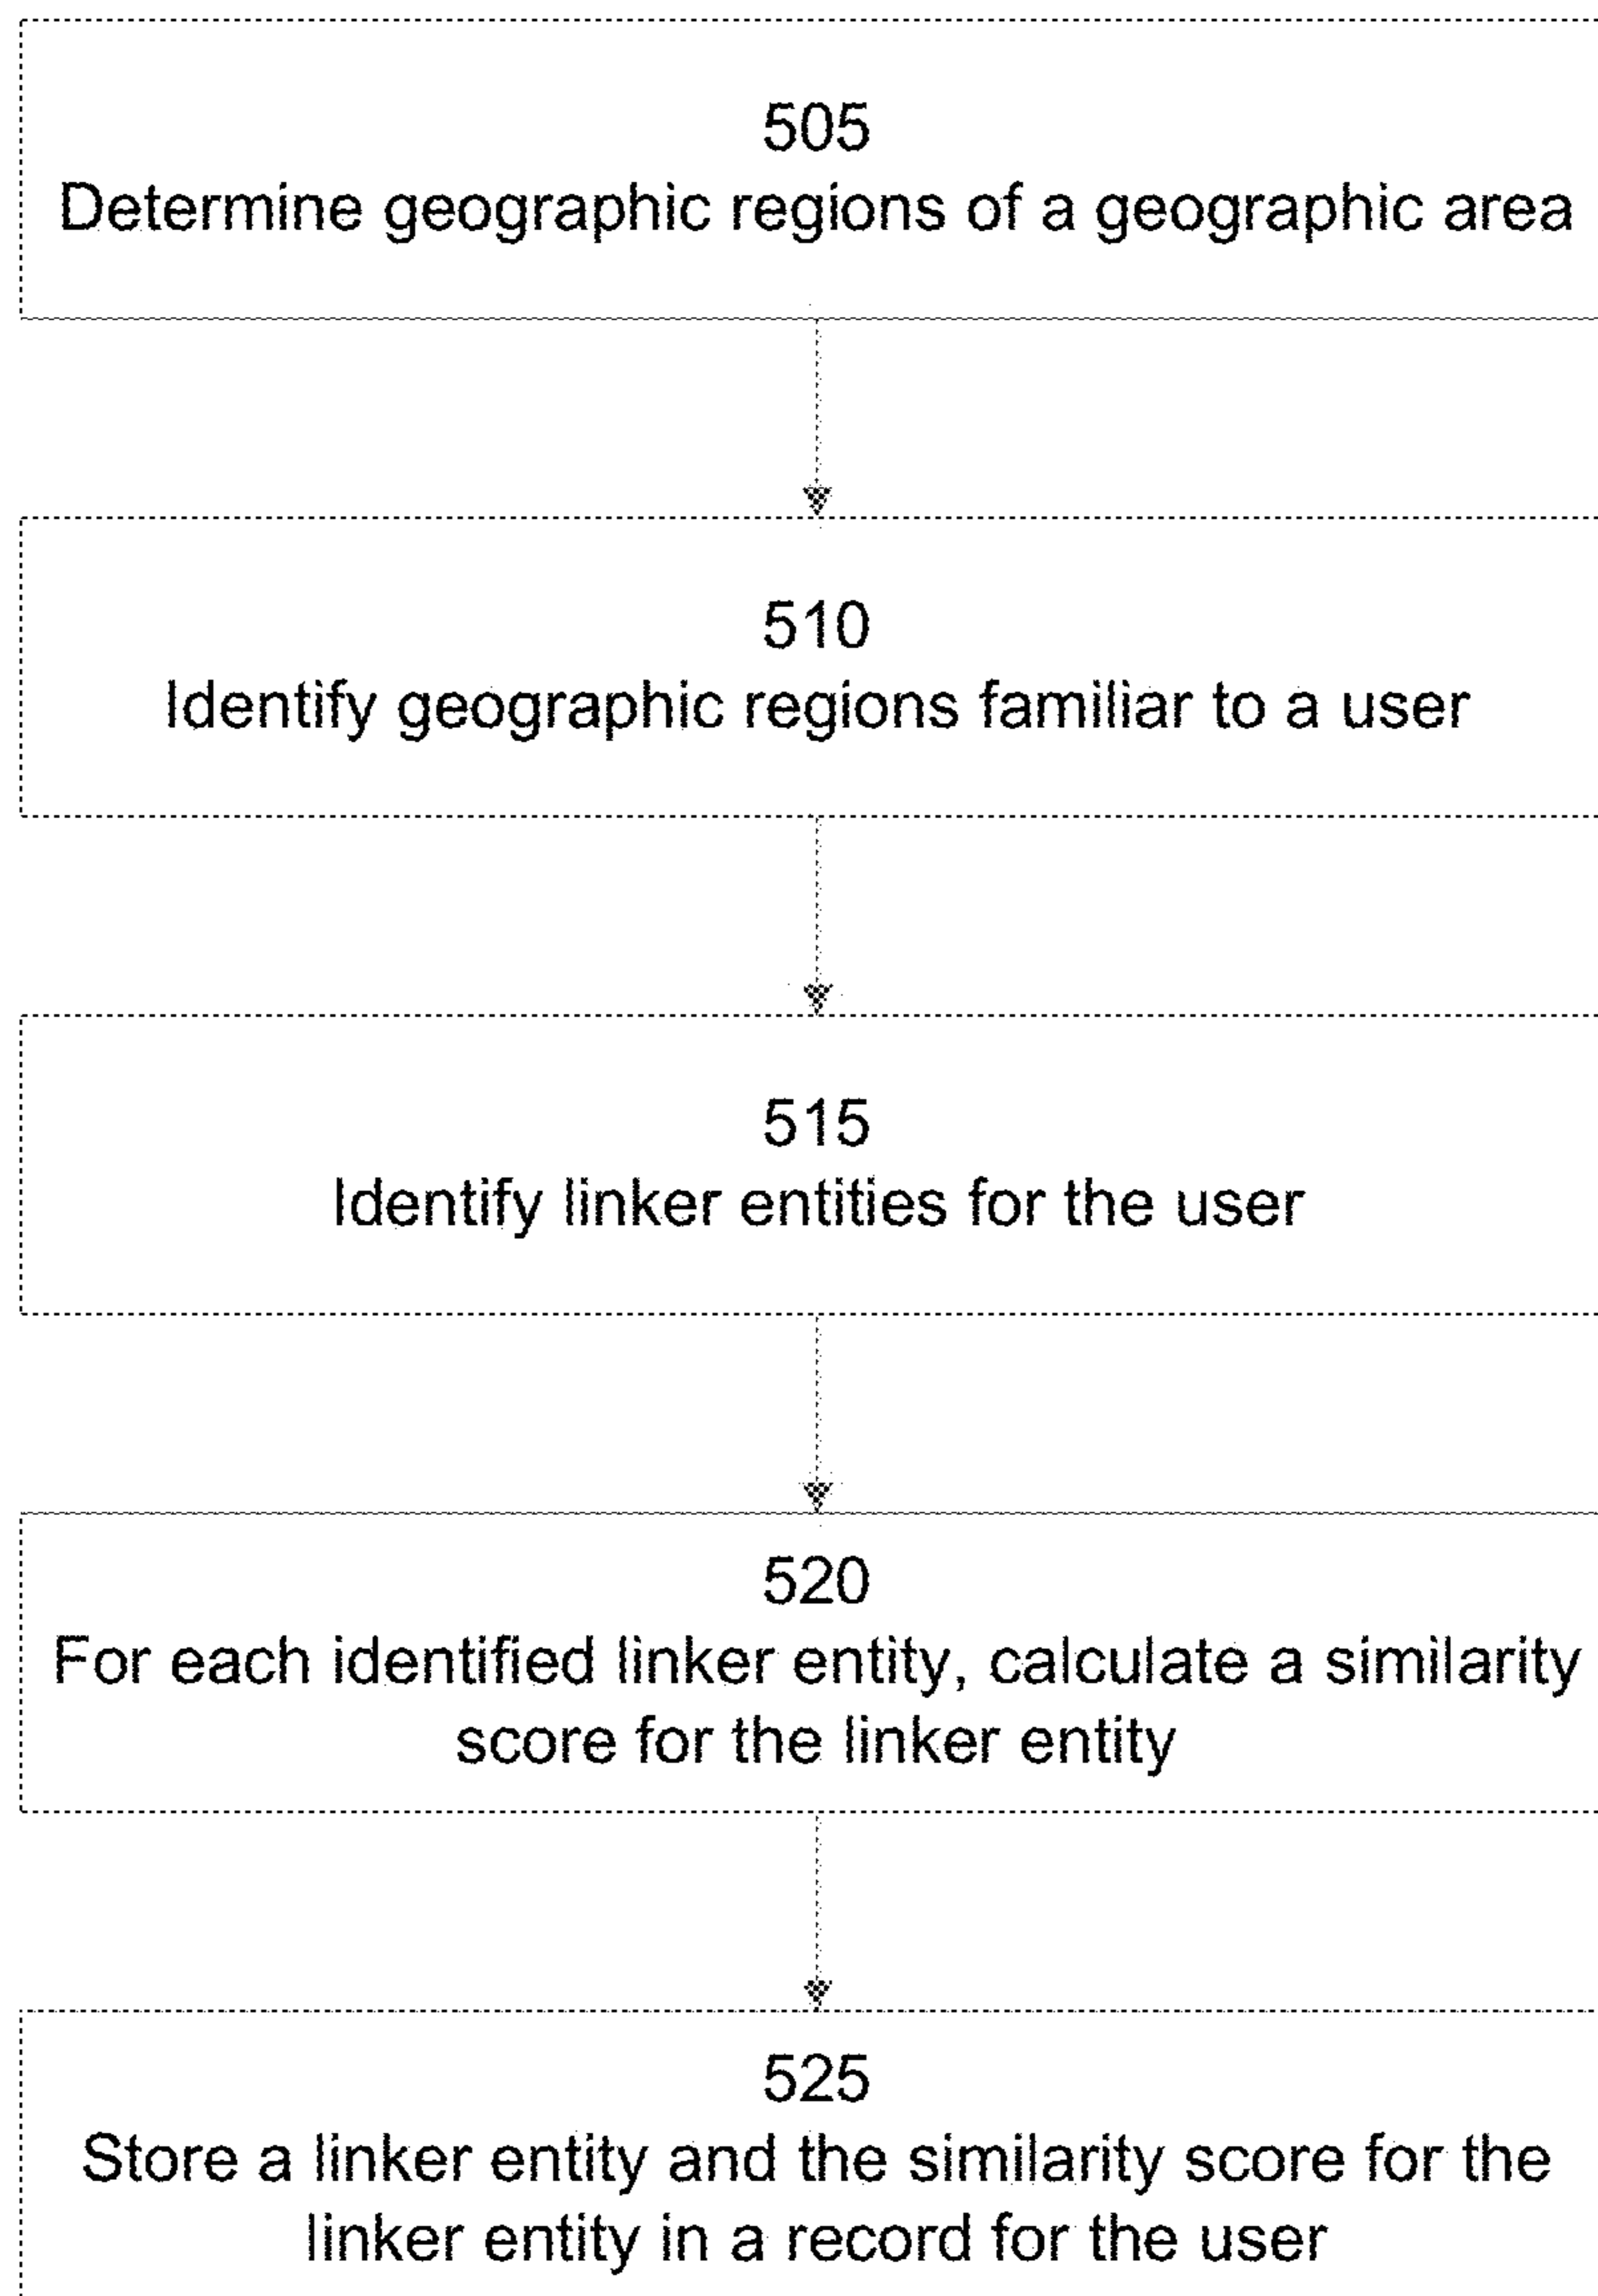 505
Determine geographic regions of a geographic area
510
Identify geographic regions familiar to a user
515
Identify linker entities for the user
520
For each identified linker entity, calculate a similarity
score for the linker entity
525
Store a linker entity and the similarity score for the
linker entity in a record for the user